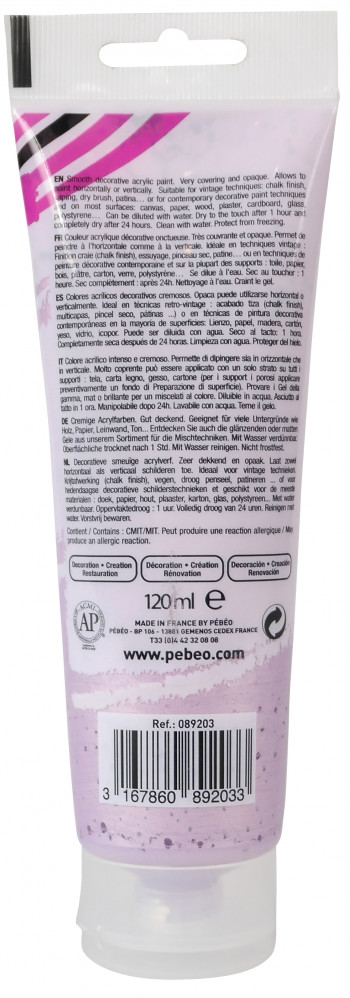 EN Smooth decorative acrylic paint. Very covering and opaque. Allows to
paint horizontally or vertically. Suitable for vintage techniques: chalk finish,
dry brush, patina... or for contemporary paint techniques
and on most surfaces: canvas, paper, wood, plaster, cardboard, glass,
polystyrene... Can be diluted with water. Dry to the touch after 1 hour and
completely dry after 24 hours. Clean with water. Protect from freezing.
FR Couleur acrylique décorative onctueuse. Très couvrante et opaque. Permet de
peindre à l'horizontale comme à la verticale. Idéale en techniques vintage :
Finition craie (chalk finish), essuyage, pinceau sec, patine... ou en techniques de
peinture décorative contemporaine et sur la plupart des supports : toile, papier,
bois, plâtre, carton, verre, polystyrène... Se dilue à l'eau. Sec au toucher : 1
heure. Sec complètement : après 24h. Nettoyage à l'eau. Craint le gel.
ES Colores acrílicos decorativos cremosos. Opaca puede utilizarse horizontal o
verticalmente. Ideal en técnicas retro-vintage : acabado tiza (chalk finish),
multicapas, pincel seco, pátinas ...) o en técnicas de pintura decorativa
contemporáneas en la mayoría de superficies: Lienzo, papel, madera, cartón,
yeso, vidrio, icopor. Puede ser diluida con agua. Seco al tacto: 1 hora.
Completamente seca después de 24 horas. Limpieza con agua. Proteger del hielo.
IT Colore acrilico intenso e cremoso. Permette di dipingere sia in orizzontale che
in verticale. Molto coprente può essere applicato con un solo strato su tutti i
supporti : tela, carta legno, gesso, cartone (per i supporti i porosi applicare
preventivamente un fondo di Preparazione di superficie). Provare i Gel data
gamma, mat o brillante per un miscelati al colore. Diluibile in acqua. Asciutto al
tatto in 1 ora. Manipolabile dopo 24h. Lavabile con acqua. Teme il gelo.
DE Cremige Acrylfarben. Gut deckend. Geeignet für viele Untergründe wie
Holz, Papier, Leinwand, Ton... Entdecken Sie auch die glänzenden oder matten
Gele aus unserem Sortiment für die Mischtechniken. Mit Wasser verdünnbar.
Oberflächlich trocken nach 1 Std. Mit Wasser reinigen. Nicht frostfest.
NL Decoratieve smeuïge acrylverf. Zeer dekkend en opaak. Laat zowel
horizontaal als verticaal schilderen toe. Ideaal voor vintage technieken.
Krijtafwerking (chalk finish), vegen, droog penseel, patineren ... of voor
hedendaagse decoratieve schilderstechnieken et geschikt voor de meeste
materialen : doek, papier, hout, plaaster, karton, glas, polystyreen... Met water
verdunbaar. Oppervlaktedroog : 1 uur. Volledig droog van 24 uren. Reinigen met
water. Vorstvrij bewaren.
Contient / Contains : CMIT/MIT. Peut produire une reaction allergique / May
produce an allergic reaction.
Decoration • Creation
Restauration
Décoration • Création
Rénovation
Decoración • Creación
Renovación
ACMI
AP
120ml e
MADE IN FRANCE BY PÉBÉO
PÉBÉO - BP 106 - 13881 GEMENOS CEDEX FRANCE
T33 (0)4 42 32 08 08
www.pebeo.com
Ref.: 089203
3 167860 892033